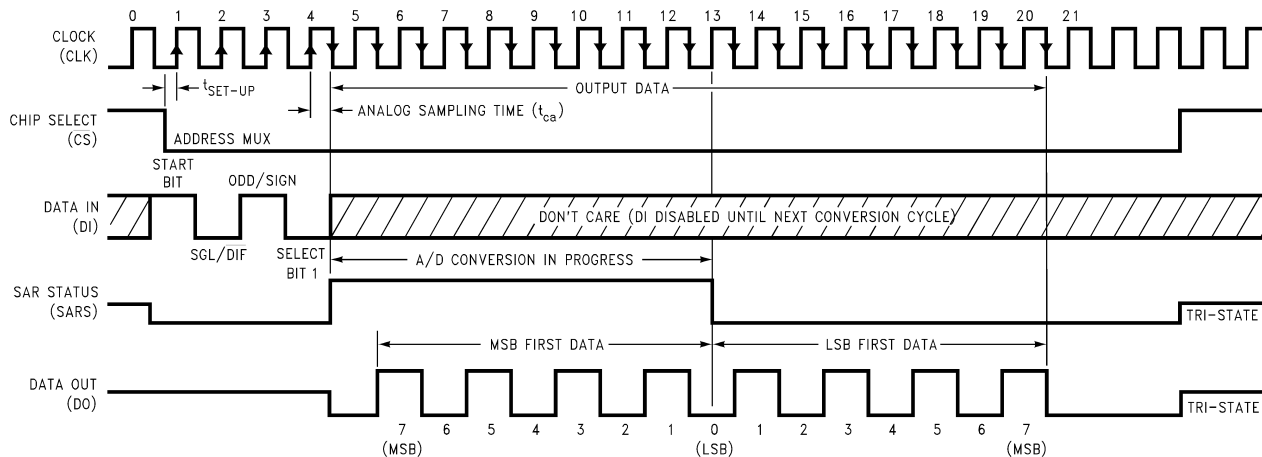 0 1 2 3 4 5 6 7 8 9 10 11 12 13 14 15 16 17 18 19 20 21
CLOCK
(CLK)
tSET-UP
OUTPUT DATA
ANALOG SAMPLING TIME (tca)
CHIP SELECT
(CS)
ADDRESS MUX
START
BIT
ODD/SIGN
DATA IN
(DI)
DON'T CARE (DI DISABLED UNTIL NEXT CONVERSION CYCLE)
SGL/DIF
SELECT
BIT 1
A/D CONVERSION IN PROGRESS
SAR STATUS
(SARS)
TRI-STATE
MSB FIRST DATA
LSB FIRST DATA
DATA OUT
(DO)
TRI-STATE
7 6 5 4 3 2 1 0 1 2 3 4 5 6 7
(MSB) (LSB) (MSB)